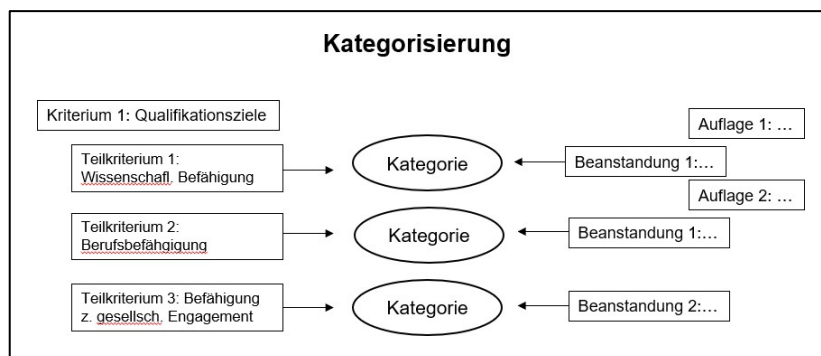 Kategorisierung
Kriterium 1: Qualifikationsziele
Auflage 1: ...
Teilkriterium 1:
Wissenschafl. Befähigung
Kategorie
Beanstandung 1:...
Auflage 2: ...
Teilkriterium 2:
Berufsbefähgigung
Kategorie
Beanstandung 1:...
Teilkriterium 3: Befähigung
z. gesellsch. Engagement
Kategorie
Beanstandung 2:...